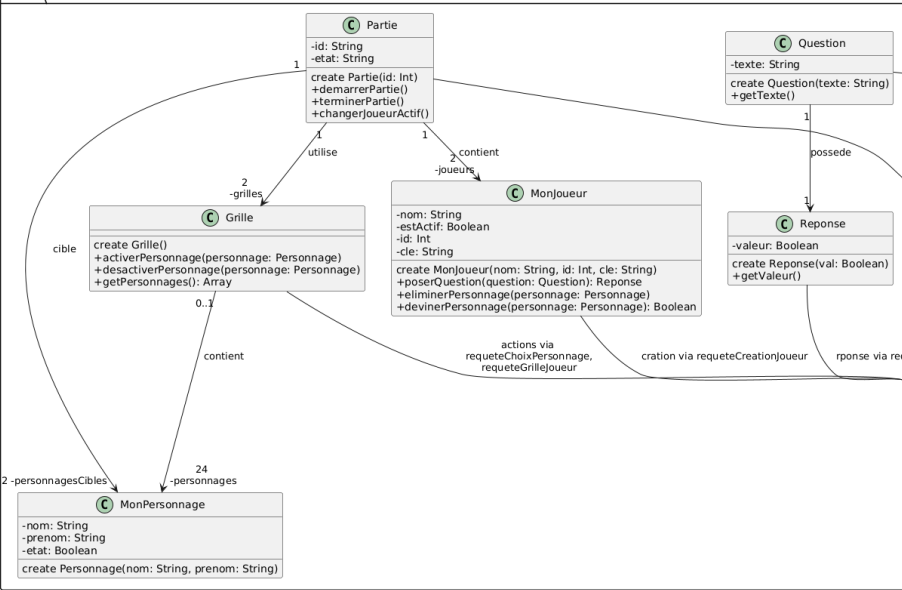 C Partie
-id: String
-etat: String
create Partie(id: Int)
+demarrerPartie()
+terminerPartie()
+changerJoueurActif()
C Question
-texte: String
create Question(texte: String)
+getTexte()
1
1
utilise
2
-grilles
1
contient
2
-joueurs
1
possede
1
C Grille
create Grille()
+activerPersonnage(personnage: Personnage)
+desactiverPersonnage(personnage: Personnage)
+getPersonnages(): Array
C MonJoueur
-nom: String
-estActif: Boolean
-id: Int
-cle: String
create MonJoueur(nom: String, id: Int, cle: String)
+poserQuestion(question: Question): Reponse
+eliminerPersonnage(personnage: Personnage)
+devinerPersonnage(personnage: Personnage): Boolean
C Reponse
-valeur: Boolean
create Reponse(val: Boolean)
+getValeur()
cible
0..1
contient
actions via
requeteChoixPersonnage,
requeteGrilleJoueur
cration via requeteCreationJoueur
rponse via re
2 -personnagesCibles
24
-personnages
C MonPersonnage
-nom: String
-prenom: String
-etat: Boolean
create Personnage(nom: String, prenom: String)